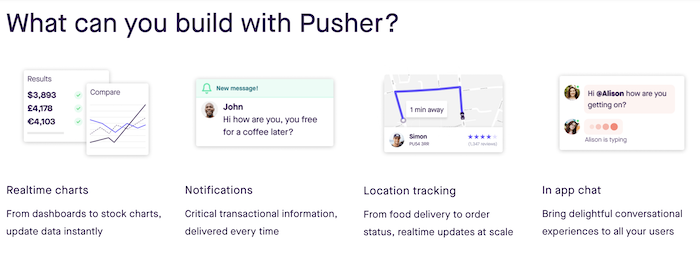 What can you build with Pusher?
Results
$3,893
£4,178
€4,103
Compare
New message!
John
Hi how are you, you free
for a coffee later?
1 min away
Simon
PUS4 3RR
(1,347 reviews)
Hi @Alison how are you
getting on?
Alison is typing
Realtime charts
From dashboards to stock charts,
update data instantly
Notifications
Critical transactional information,
delivered every time
Location tracking
From food delivery to order
status, realtime updates at scale
In app chat
Bring delightful conversational
experiences to all your users